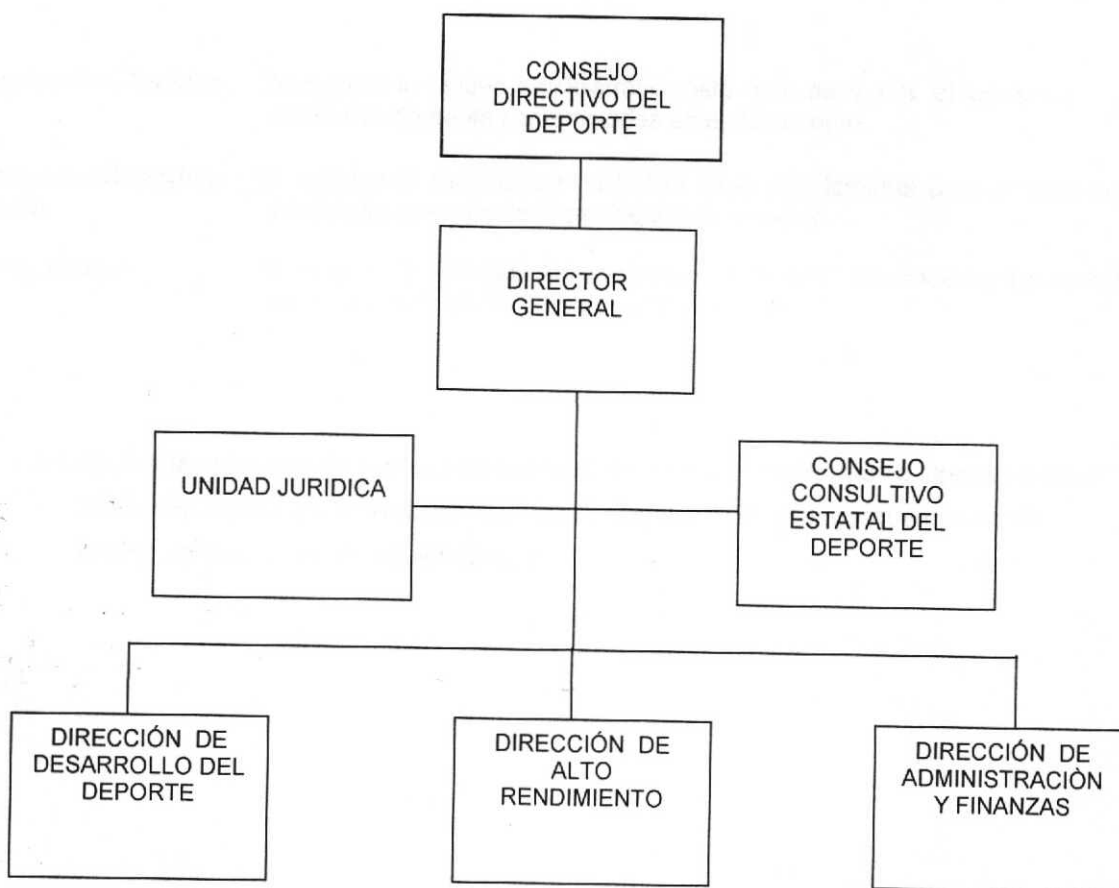 CONSEJO
DIRECTIVO DEL
DEPORTE
DIRECTOR
GENERAL
UNIDAD JURIDICA
CONSEJO
CONSULTIVO
ESTATAL DEL
DEPORTE
DIRECCIÓN DE
DESARROLLO DEL
DEPORTE
DIRECCIÓN DE
ALTO
RENDIMIENTO
DIRECCIÓN DE
ADMINISTRACIÒN
Y FINANZAS